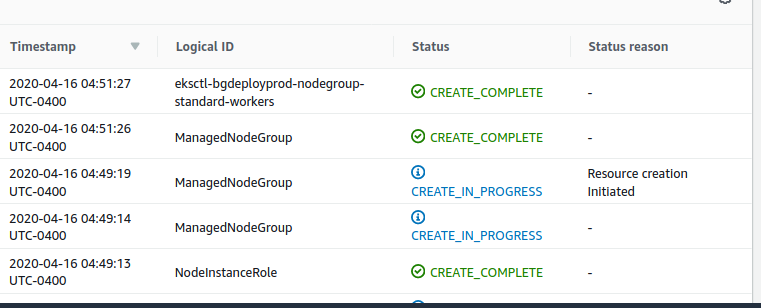 Timestamp Logical ID Status Status reason
2020-04-16 04:51:27 eksctl-bgdeployprod-nodegroup-
UTC-0400 standard-workers CREATE_COMPLETE -
2020-04-16 04:51:26
UTC-0400 ManagedNodeGroup CREATE_COMPLETE -
2020-04-16 04:49:19 Resource creation
UTC-0400 ManagedNodeGroup CREATE_IN_PROGRESS Initiated
2020-04-16 04:49:14
UTC-0400 ManagedNodeGroup CREATE_IN_PROGRESS -
2020-04-16 04:49:13
UTC-0400 NodeInstanceRole CREATE_COMPLETE -